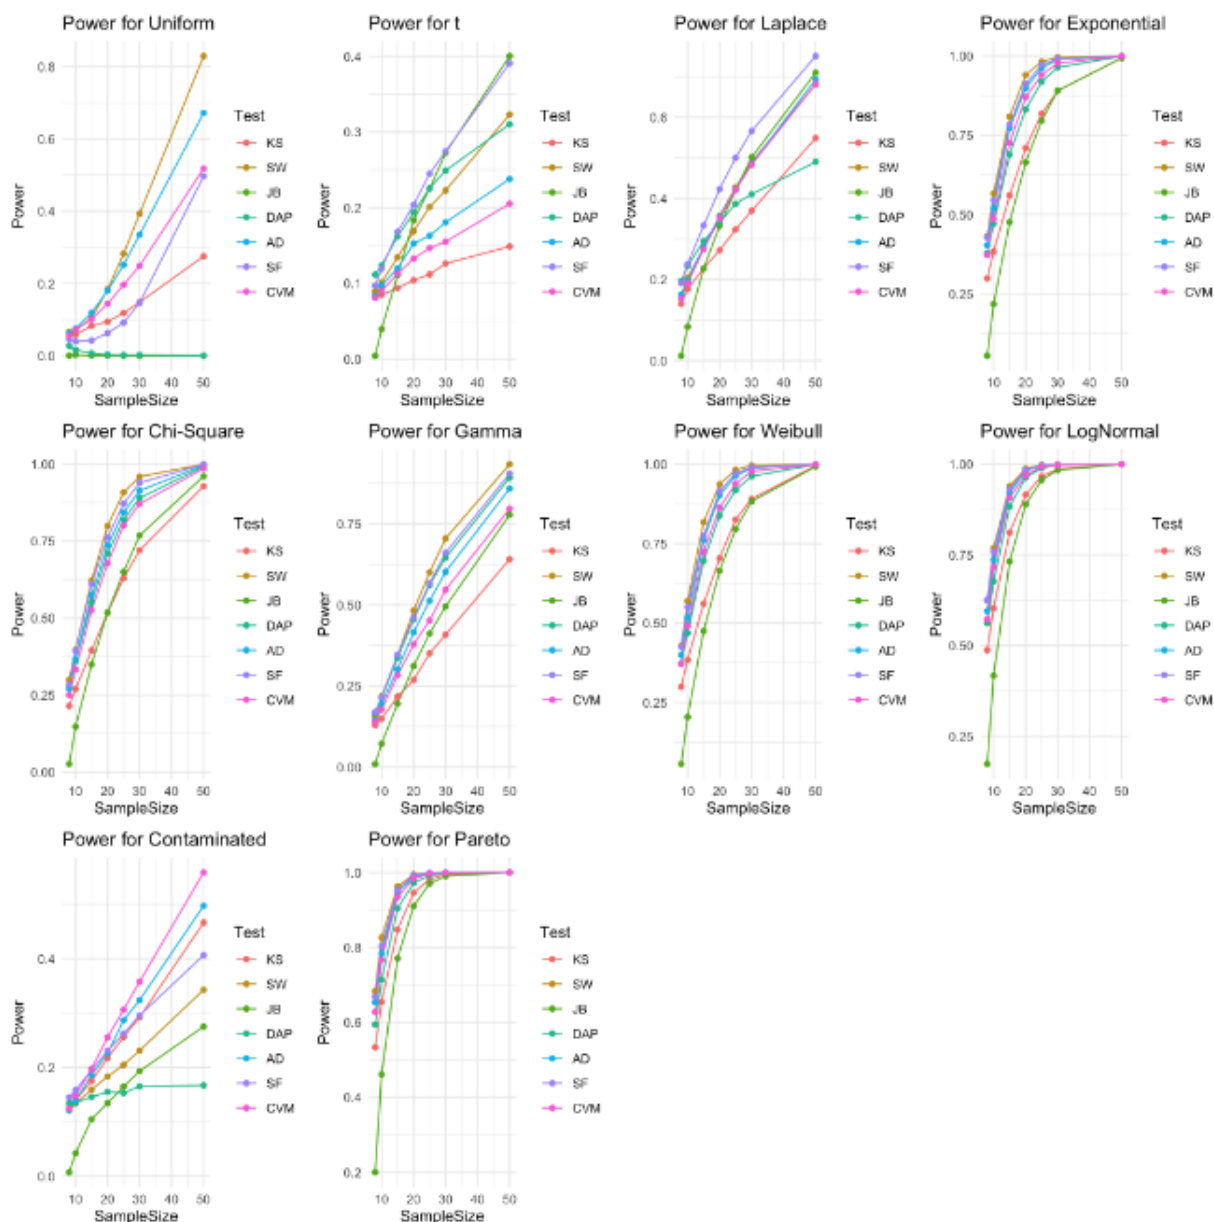 Power for Uniform
Power
0.8
0.6
0.4
0.2
0.0
10 20 30 40 50
SampleSize
Test
KS
SW
JB
DAP
AD
SF
CVM
Power for t
Power
0.4
0.3
0.2
0.1
0.0
10 20 30 40 50
SampleSize
Test
KS
SW
JB
DAP
AD
SF
CVM
Power for Laplace
Power
0.8
0.4
0.2
0.0
10 20 30 40 50
SampleSize
Test
KS
SW
JB
DAP
AD
SF
CVM
Power for Exponential
Power
1.00
0.75
0.50
0.25
10 20 30 40 50
SampleSize
Test
KS
SW
JB
DAP
AD
SF
CVM
Power for Chi-Square
Power
1.00
0.75
0.50
0.25
0.00
10 20 30 40 50
SampleSize
Test
KS
SW
JB
DAP
AD
SF
CVM
Power for Gamma
Power
0.75
0.50
0.25
0.00
10 20 30 40 50
SampleSize
Test
KS
SW
JB
DAP
AD
SF
CVM
Power for Weibull
Power
1.00
0.75
0.50
0.25
10 20 30 40 50
SampleSize
Test
KS
SW
JB
DAP
AD
SF
CVM
Power for LogNormal
Power
1.00
0.75
0.50
0.25
10 20 30 40 50
SampleSize
Test
KS
SW
JB
DAP
AD
SF
CVM
Power for Contaminated
Power
0.4
0.2
0.0
10 20 30 40 50
SampleSize
Test
KS
SW
JB
DAP
AD
SF
CVM
Power for Pareto
Power
1.0
0.8
0.6
0.4
0.2
10 20 30 40 50
SampleSize
Test
KS
SW
JB
DAP
AD
SF
CVM